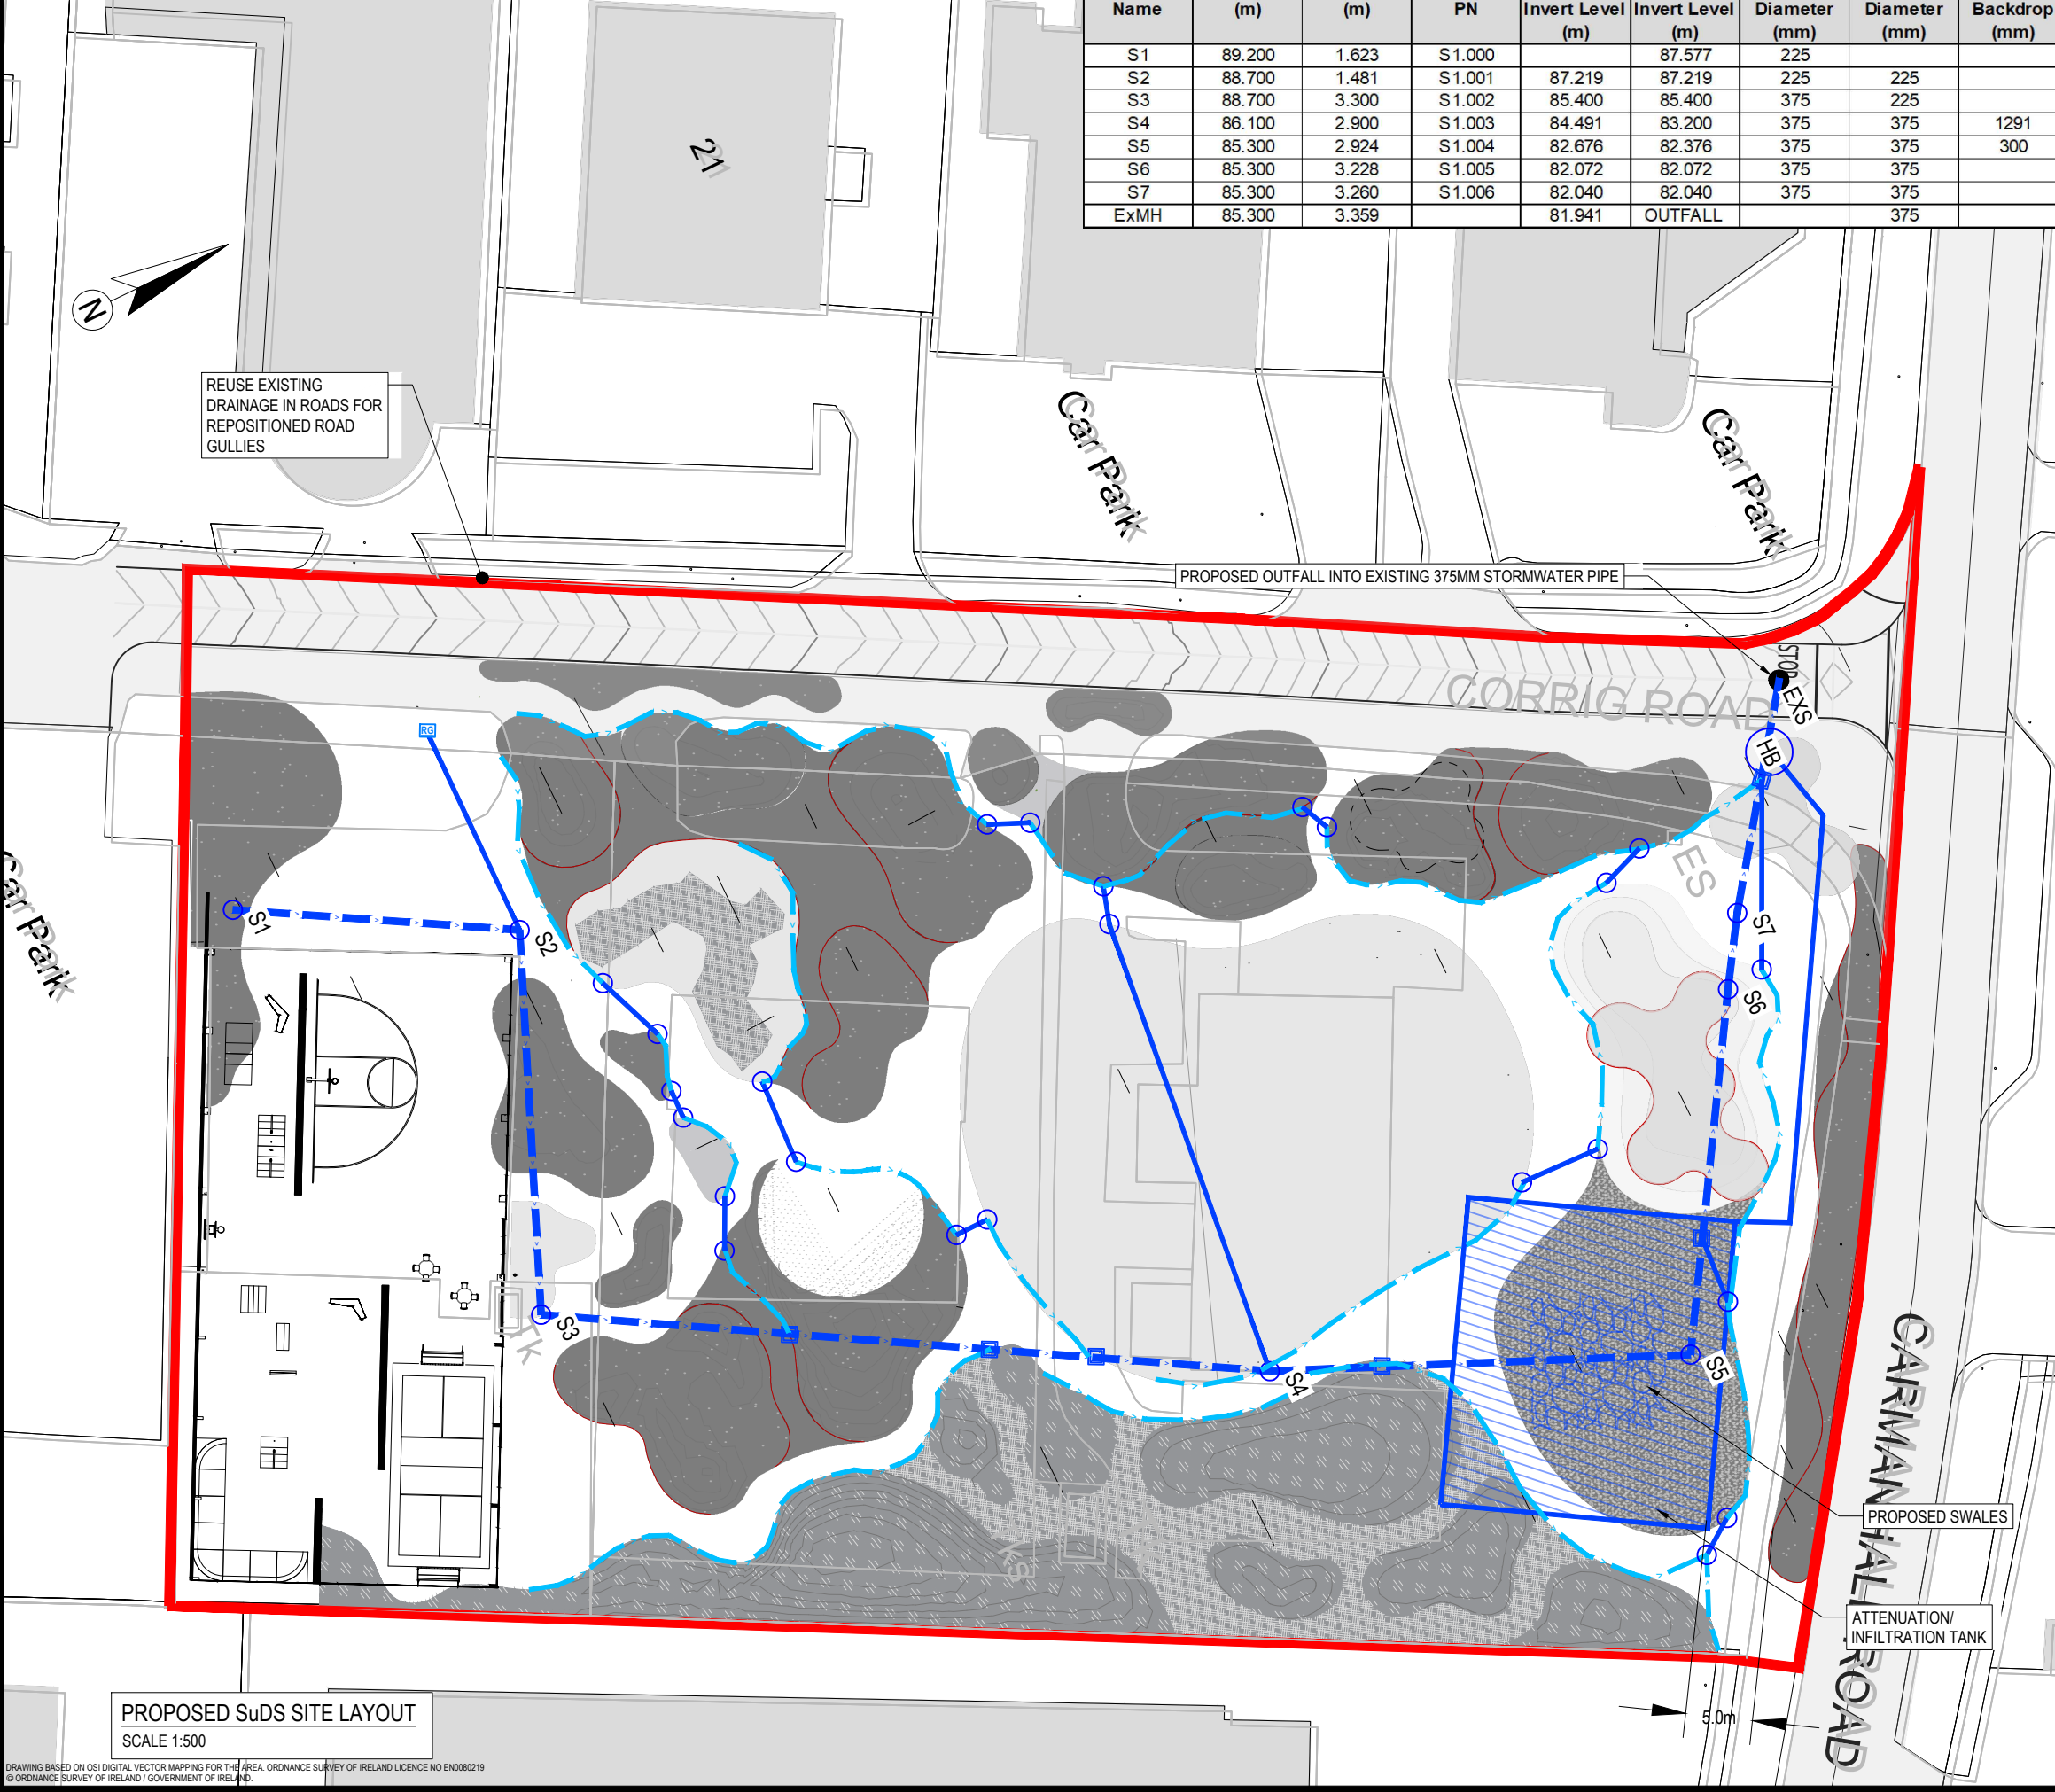 Name (m) (m) PN Invert Level Invert Level Diameter Diameter Backdrop
(m) (m) (mm) (mm) (mm)
S1 89.200 1.623 S1.000 87.577 225
S2 88.700 1.481 S1.001 87.219 87.219 225 225
S3 88.700 3.300 S1.002 85.400 85.400 375 225
S4 86.100 2.900 S1.003 84.491 83.200 375 375 1291
S5 85.300 2.924 S1.004 82.676 82.376 375 375 300
S6 85.300 3.228 S1.005 82.072 82.072 375 375
S7 85.300 3.260 S1.006 82.040 82.040 375 375
ExMH 85.300 3.359 81.941 OUTFALL 375
21
N
REUSE EXISTING
DRAINAGE IN ROADS FOR
REPOSITIONED ROAD
GULLIES
Car Park
Car Park
PROPOSED OUTFALL INTO EXISTING 375MM STORMWATER PIPE
STOP
CORRIG ROAD
EXS
HB
RG
ES
Car Park
S1
S2
S7
S6
S3
TK
S4
S5
CARMANHALL ROAD
PROPOSED SWALES
ATTENUATION/
INFILTRATION TANK
5.0m
PROPOSED SuDS SITE LAYOUT
SCALE 1:500
DRAWING BASED ON OSI DIGITAL VECTOR MAPPING FOR THE AREA. ORDNANCE SURVEY OF IRELAND LICENCE NO EN0080219
© ORDNANCE SURVEY OF IRELAND / GOVERNMENT OF IRELAND.